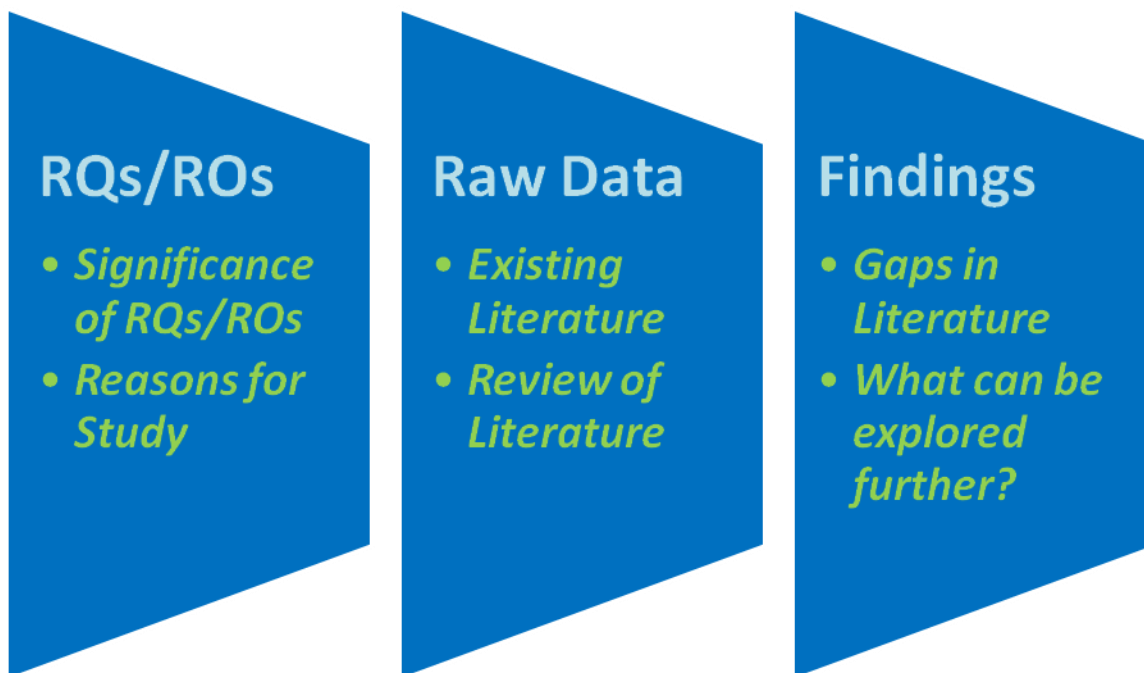 RQs/ROs
• Significance
of RQs/ROs
• Reasons for
Study
Raw Data
• Existing
Literature
• Review of
Literature
Findings
• Gaps in
Literature
• What can be
explored
further?